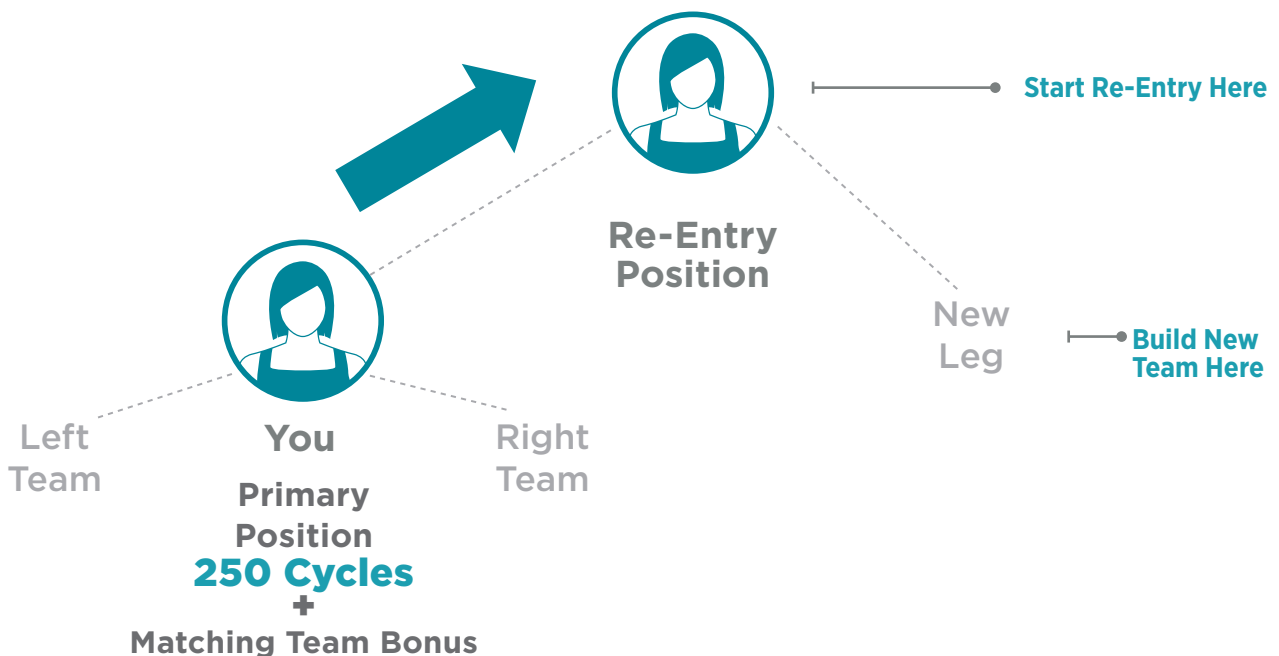 Start Re-Entry Here
Re-Entry
Position
New
Leg
Build New
Team Here
Left
Team
You
Right
Team
Primary
Position
250 Cycles
+
Matching Team Bonus